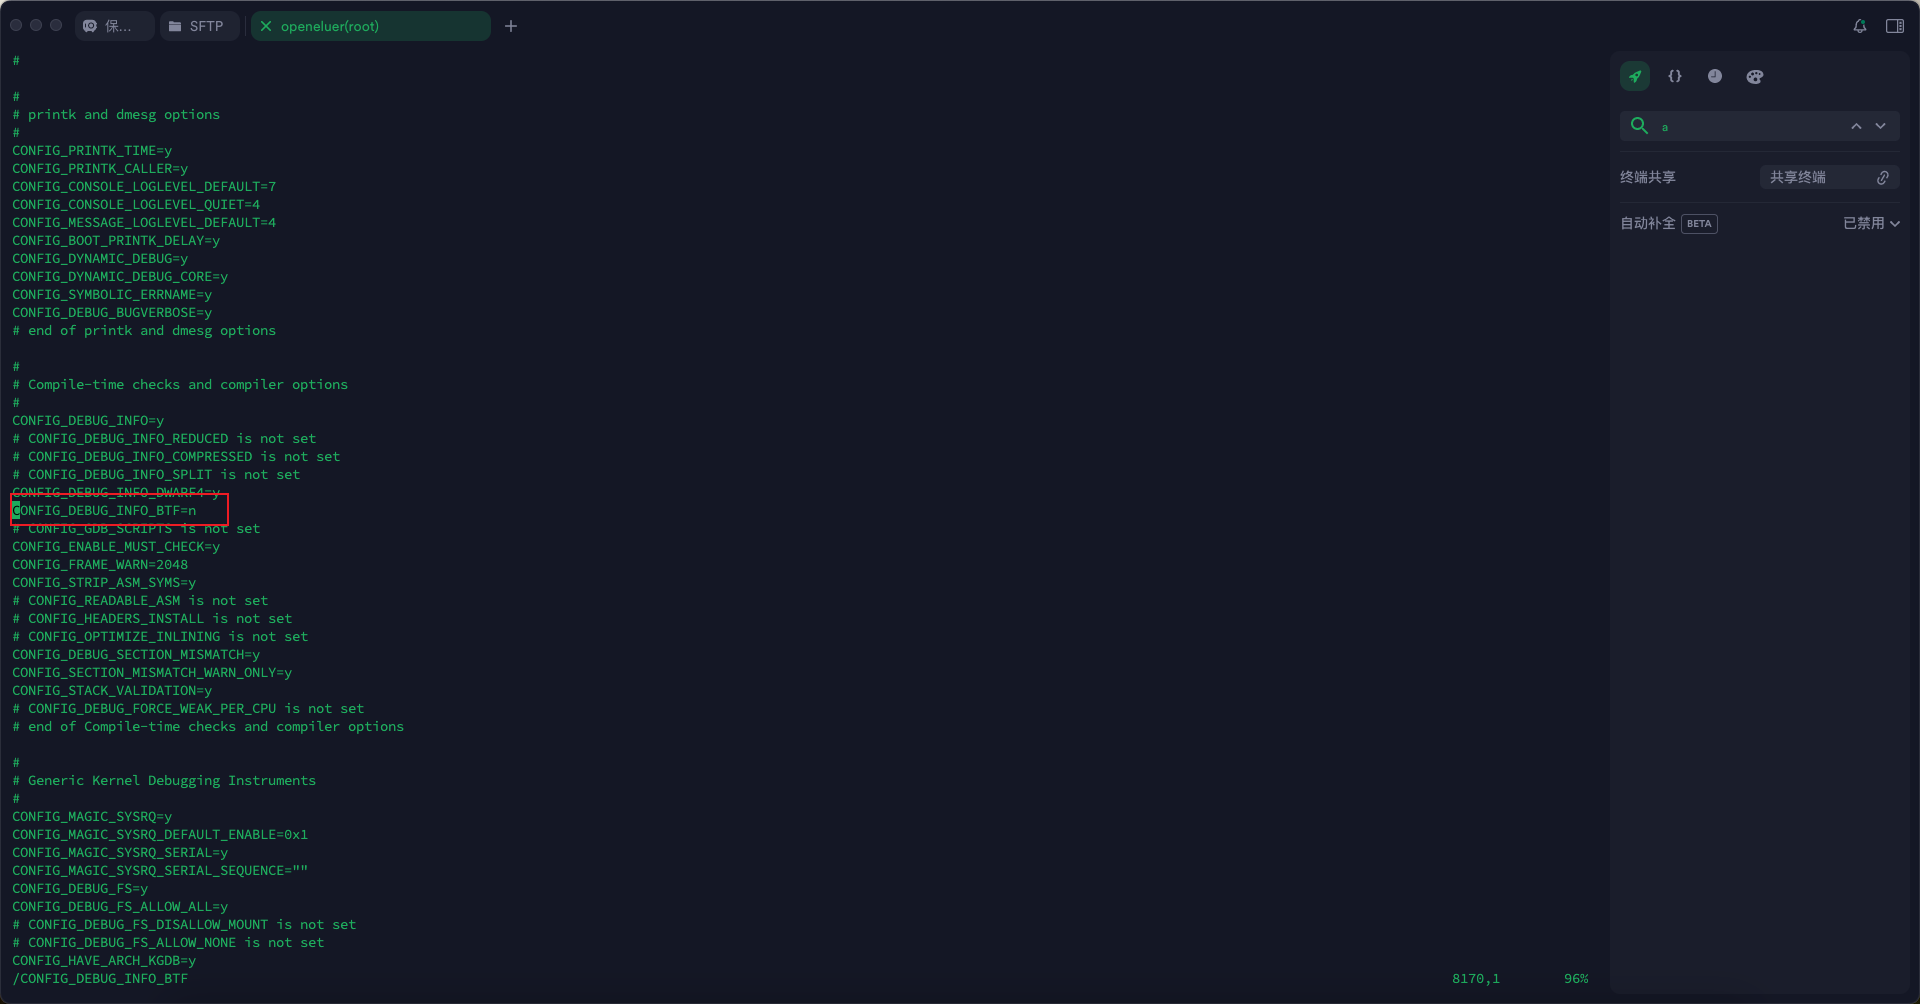 保...
SFTP
openeluer(root)
#
#
# printk and dmesg options
#
CONFIG_PRINTK_TIME=y
CONFIG_PRINTK_CALLER=y
CONFIG_CONSOLE_LOGLEVEL_DEFAULT=7
CONFIG_CONSOLE_LOGLEVEL_QUIET=4
CONFIG_MESSAGE_LOGLEVEL_DEFAULT=4
CONFIG_BOOT_PRINTK_DELAY=y
CONFIG_DYNAMIC_DEBUG=y
CONFIG_DYNAMIC_DEBUG_CORE=y
CONFIG_SYMBOLIC_ERRNAME=y
CONFIG_DEBUG_BUGVERBOSE=y
# end of printk and dmesg options
#
# Compile-time checks and compiler options
#
CONFIG_DEBUG_INFO=y
# CONFIG_DEBUG_INFO_REDUCED is not set
# CONFIG_DEBUG_INFO_COMPRESSED is not set
# CONFIG_DEBUG_INFO_SPLIT is not set
CONFIG_DEBUG_INFO_DWARF4=y
CONFIG_DEBUG_INFO_BTF=n
# CONFIG_GDB_SCRIPTS is not set
CONFIG_ENABLE_MUST_CHECK=y
CONFIG_FRAME_WARN=2048
CONFIG_STRIP_ASM_SYMS=y
# CONFIG_READABLE_ASM is not set
# CONFIG_HEADERS_INSTALL is not set
# CONFIG_OPTIMIZE_INLINING is not set
CONFIG_DEBUG_SECTION_MISMATCH=y
CONFIG_SECTION_MISMATCH_WARN_ONLY=y
CONFIG_STACK_VALIDATION=y
# CONFIG_DEBUG_FORCE_WEAK_PER_CPU is not set
# end of Compile-time checks and compiler options
#
# Generic Kernel Debugging Instruments
#
CONFIG_MAGIC_SYSRQ=y
CONFIG_MAGIC_SYSRQ_DEFAULT_ENABLE=0x1
CONFIG_MAGIC_SYSRQ_SERIAL=y
CONFIG_MAGIC_SYSRQ_SERIAL_SEQUENCE=""
CONFIG_DEBUG_FS=y
CONFIG_DEBUG_FS_ALLOW_ALL=y
# CONFIG_DEBUG_FS_DISALLOW_MOUNT is not set
# CONFIG_DEBUG_FS_ALLOW_NONE is not set
CONFIG_HAVE_ARCH_KGDB=y
/CONFIG_DEBUG_INFO_BTF
8170,1
96%
{}
a
终端共享
共享终端
自动补全 BETA
已禁用